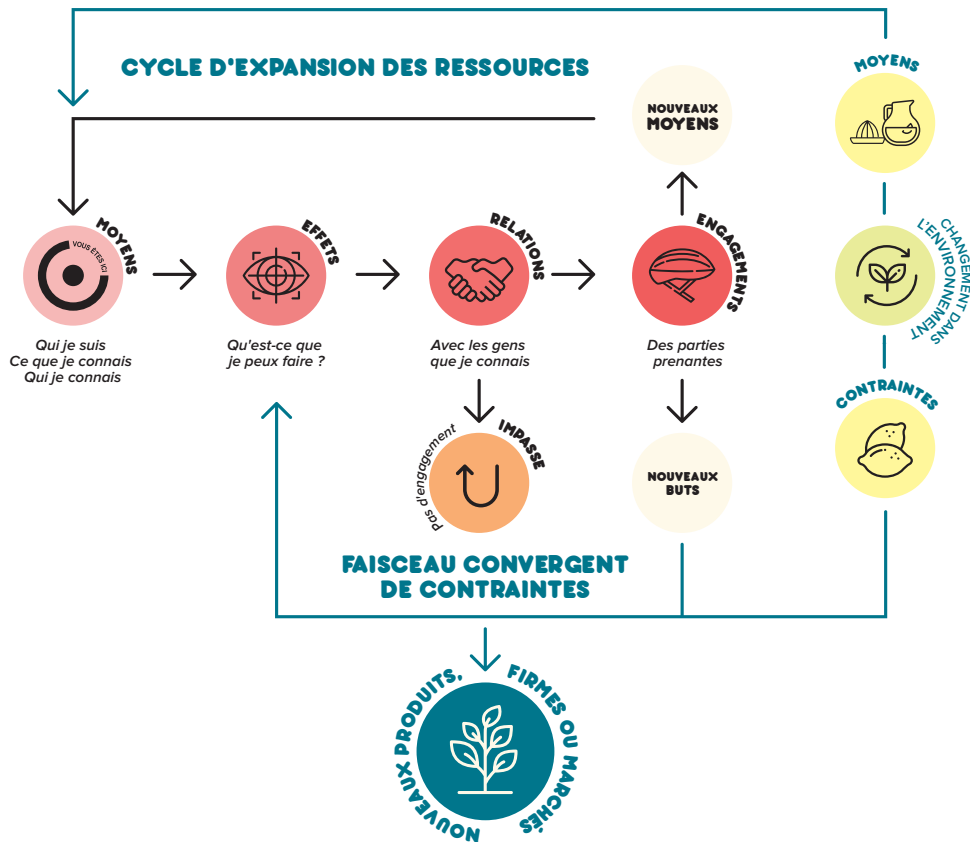 CYCLE D'EXPANSION DES RESSOURCES
MOYENS
NOUVEAUX
MOYENS
MOYENS
VOUS ÊTES ICI
EFFETS
RELATIONS
ENGAGEMENTS
CHANGEMENT DANS
L'ENVIRONNEMENT
Qui je suis
Ce que je connais
Qui je connais
Qu'est-ce que
je peux faire ?
Avec les gens
que je connais
Des parties
prenantes
CONTRAINTES
Pas d'engagement
IMPASSE
NOUVEAUX
BUTS
FAISCEAU CONVERGENT
DE CONTRAINTES
NOUVEAUX PRODUITS,
FIRMES OU MARCHÉS